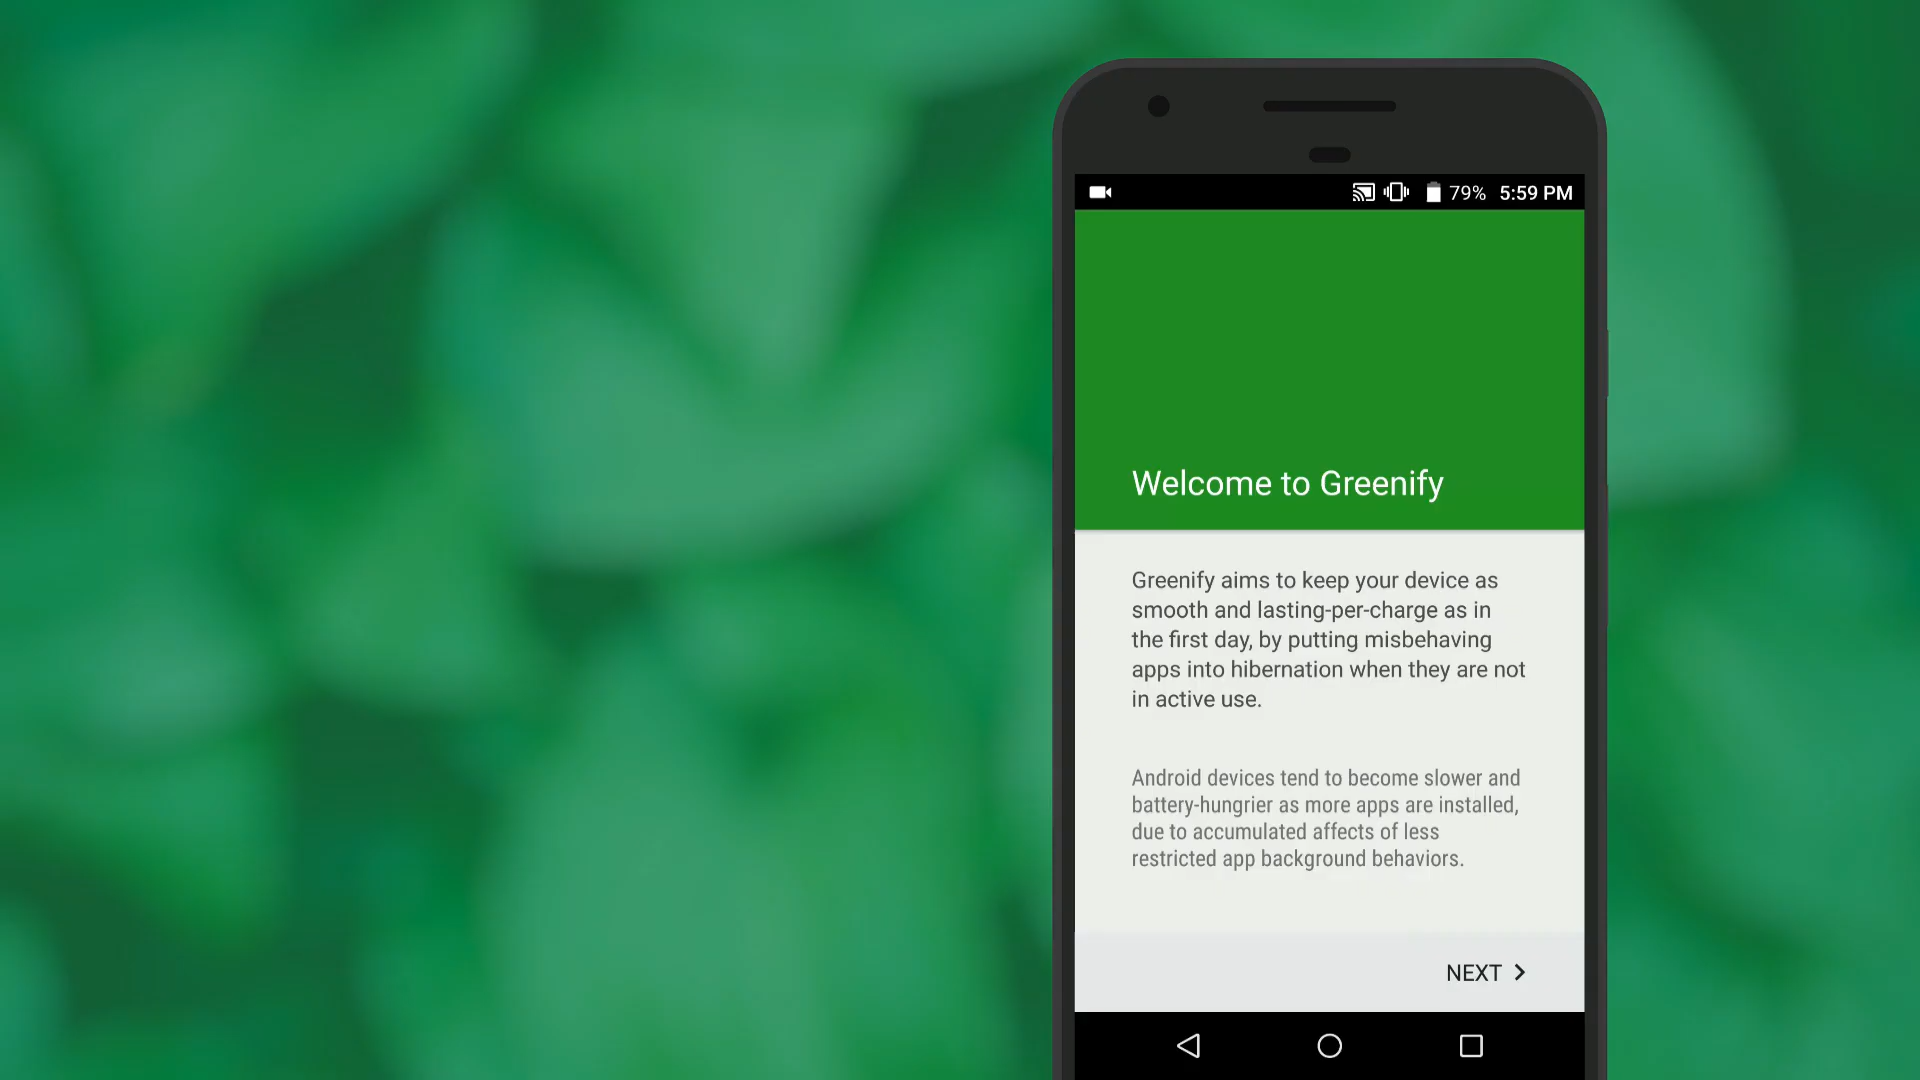 79% 5:59 PM
Welcome to Greenify
Greenify aims to keep your device as
smooth and lasting-per-charge as in
the first day, by putting misbehaving
apps into hibernation when they are not
in active use.
Android devices tend to become slower and
battery-hungrier as more apps are installed,
due to accumulated affects of less
restricted app background behaviors.
NEXT